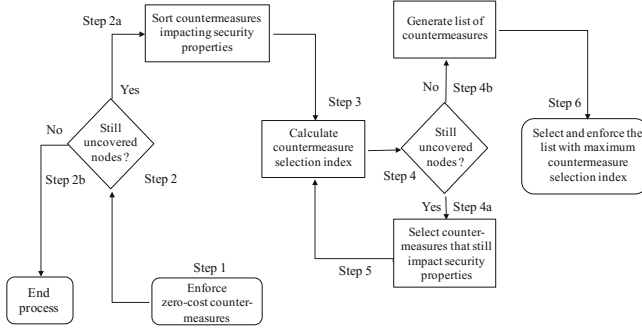 Step 2a
Sort countermeasures
impacting security
properties
Generate list of
countermeasures
Yes
No
Step 4b
Step 3
Step 6
No
Still
uncovered
nodes ?
Calculate
countermeasure
selection index
Still
uncovered
nodes ?
Select and enforce the
list with maximum
countermeasure
selection index
Step 2b
Step 2
Step 4
Yes
Step 4a
Select counter-
measures that still
impact security
properties
Step 5
Step 1
End
process
Enforce
zero-cost counter-
measures